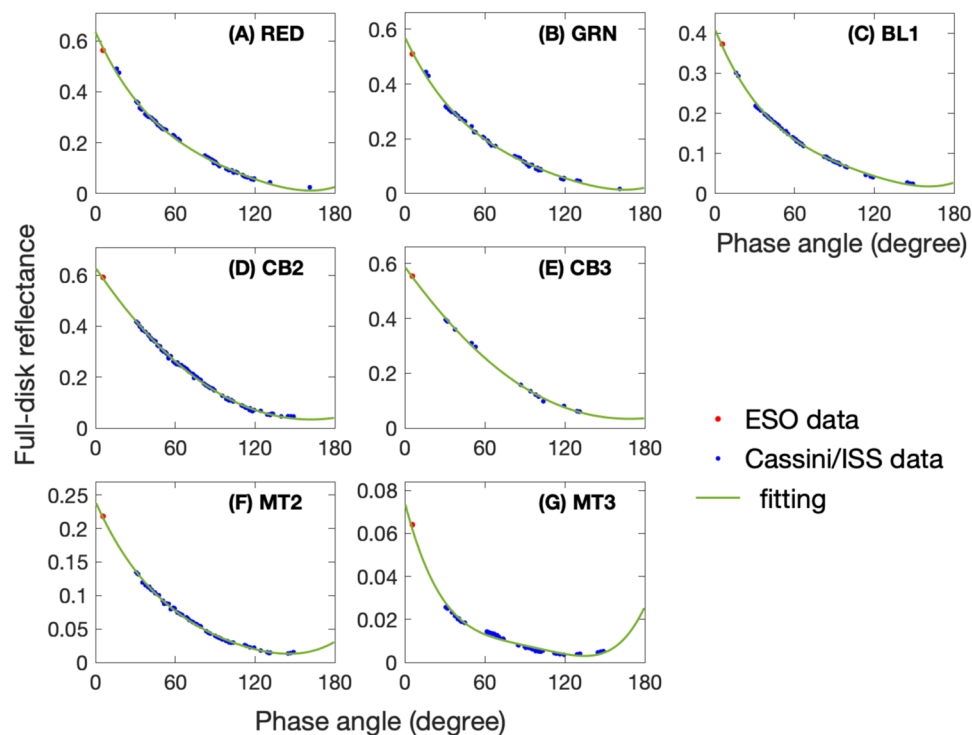 (A) RED
0.6
0.4
0.2
0
0 60 120 180
(B) GRN
0.6
0.4
0.2
0
0 60 120 180
(C) BL1
0.4
0.3
0.2
0.1
0
0 60 120 180
Phase angle (degree)
Full-disk reflectance
(D) CB2
0.6
0.4
0.2
0
0 60 120 180
(E) CB3
0.6
0.4
0.2
0
0 60 120 180
ESO data
Cassini/ISS data
fitting
(F) MT2
0.25
0.2
0.15
0.1
0.05
0
0 60 120 180
(G) MT3
0.08
0.06
0.04
0.02
0
0 60 120 180
Phase angle (degree)